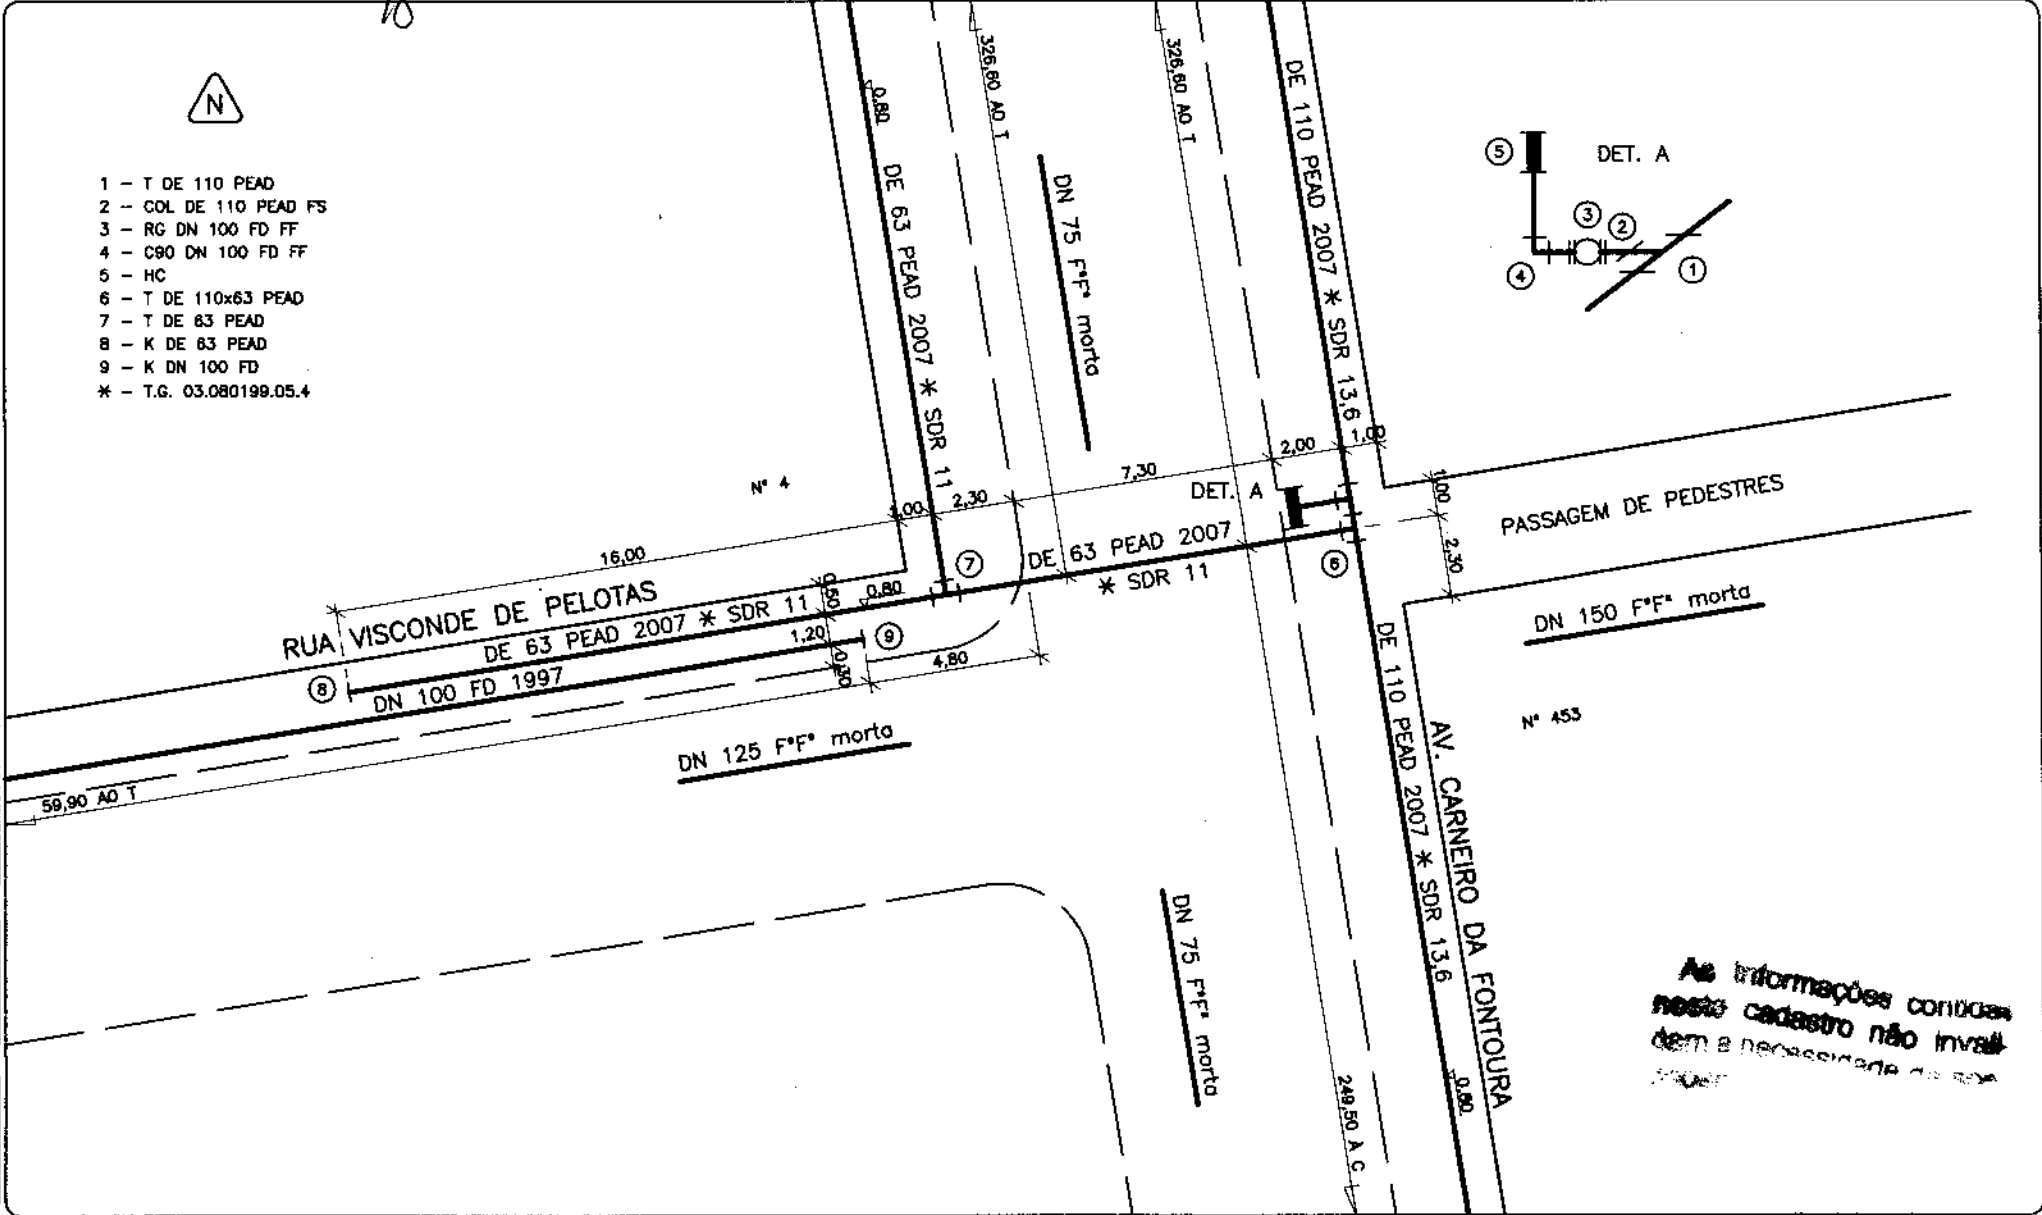 N
1 - T DE 110 PEAD
2 - COL DE 110 PEAD FS
3 - RG DN 100 FD FF
4 - C90 DN 100 FD FF
5 - HC
6 - T DE 110x63 PEAD
7 - T DE 63 PEAD
8 - K DE 63 PEAD
9 - K DN 100 FD
* - T.G. 03.080199.05.4
0,80
DE 63 PEAD 2007 * SDR 11
326,60 AO T
DN 75 FºFº morta
326,60 AO T
DE 110 PEAD 2007 * SDR 13,6
5
DET. A
3
2
4
1
Nº 4
1,00
2,30
7,30
2,00
1,00
DET. A
1,00
2,30
PASSAGEM DE PEDESTRES
16,00
RUA VISCONDE DE PELOTAS
DE 63 PEAD 2007 * SDR 11
0,50
0,80
7
DE 63 PEAD 2007
* SDR 11
6
1,20
9
0,30
4,80
8
DN 100 FD 1997
DN 150 FºFº morta
Nº 453
59,90 AO T
DN 125 FºFº morta
DE 110 PEAD 2007 * SDR 13,6
AV. CARNEIRO DA FONTOURA
DN 75 FºFº morta
249,50 A C
0,80
As informações contidas
neste cadastro não inval-
dem a necessidade de